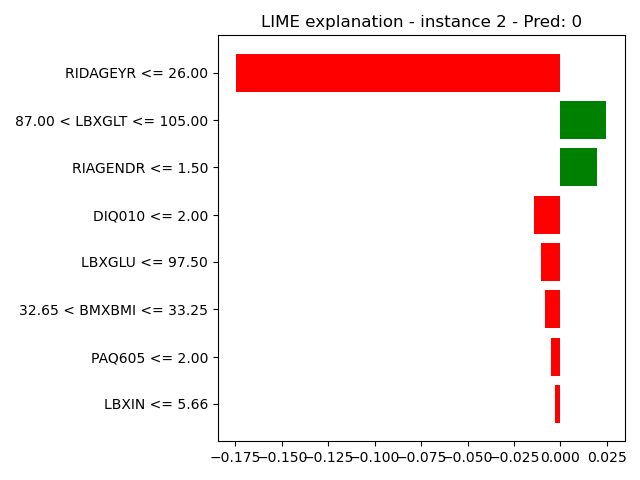 LIME explanation - instance 2 - Pred: 0
RIDAGEYR <= 26.00
87.00 < LBXGLT <= 105.00
RIAGENDR <= 1.50
DIQ010 <= 2.00
LBXGLU <= 97.50
32.65 < BMXBMI <= 33.25
PAQ605 <= 2.00
LBXIN <= 5.66
−0.175 −0.150 −0.125 −0.100 −0.075 −0.050 −0.025 0.000 0.025